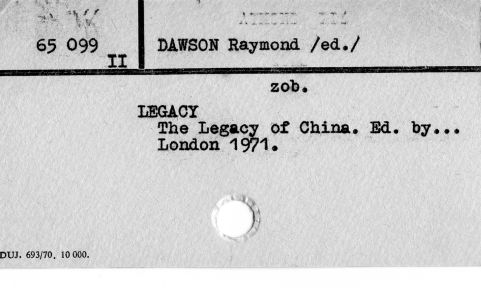 65 099
II
DAWSON Raymond /ed./
zob.
LEGACY
The Legacy of China. Ed. by...
London 1971.
DUJ. 693/70. 10 000.